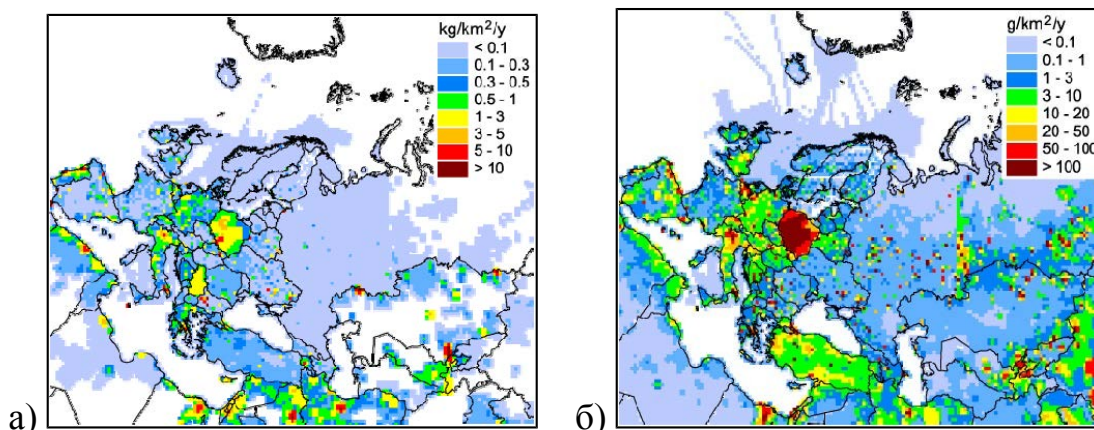 kg/km²/y
< 0.1
0.1 - 0.3
0.3 - 0.5
0.5 - 1
1 - 3
3 - 5
5 - 10
> 10
а)
g/km²/y
< 0.1
0.1 - 1
1 - 3
3 - 10
10 - 20
20 - 50
50 - 100
> 100
б)